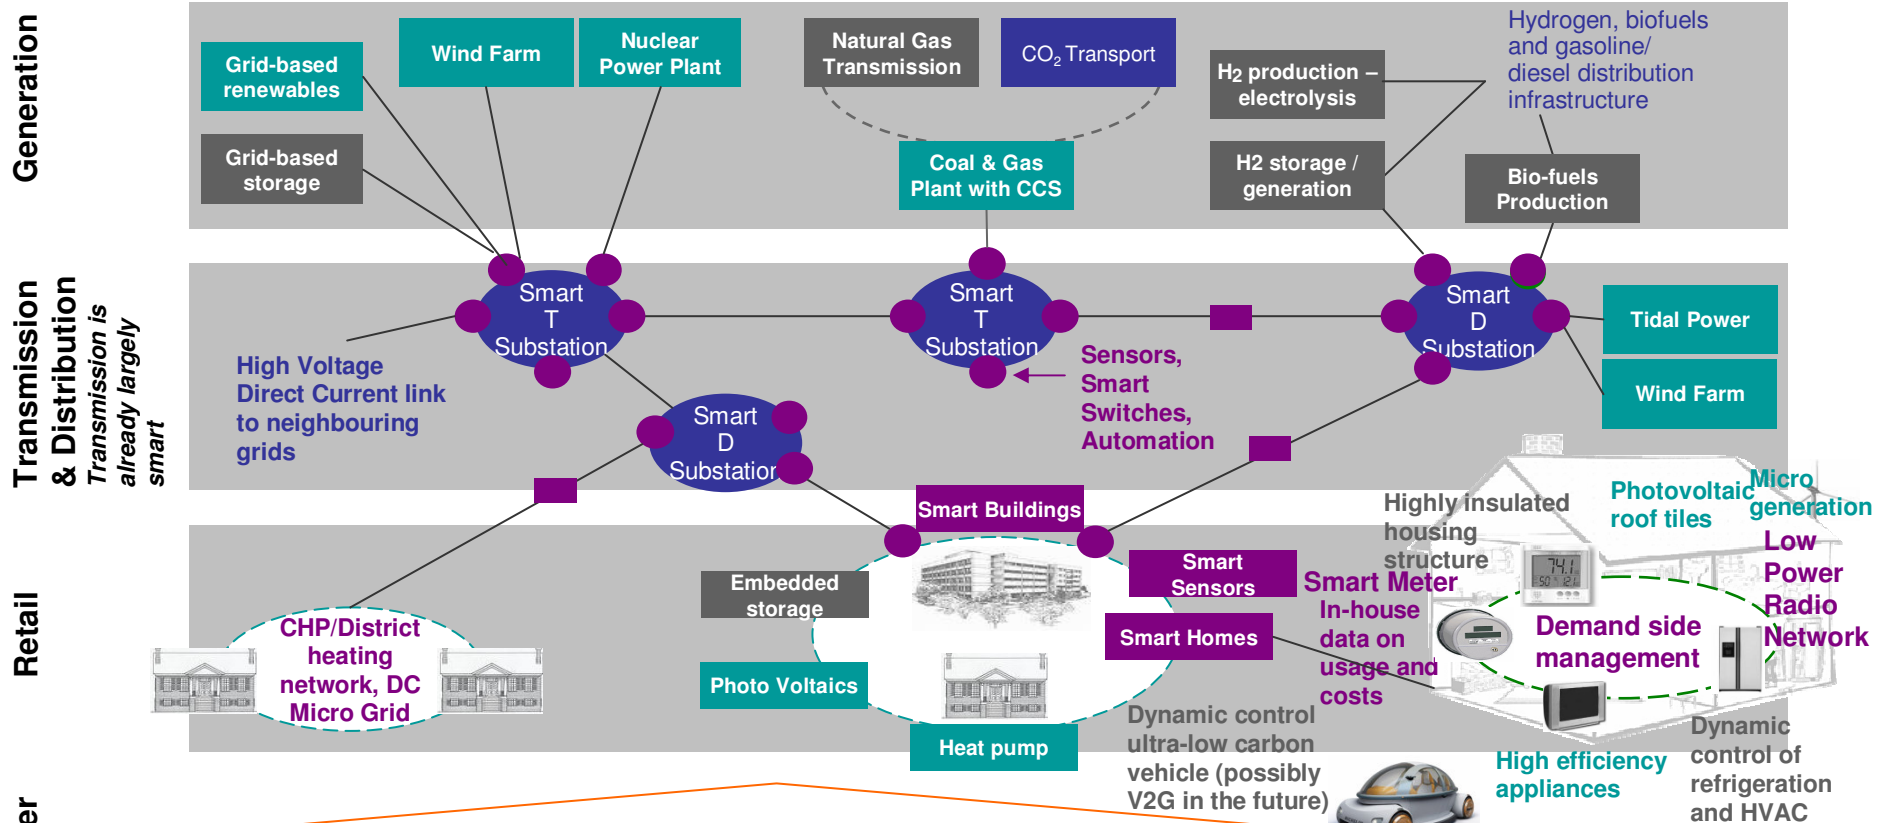 Generation
Grid-based
renewables
Wind Farm
Nuclear
Power Plant
Natural Gas
Transmission
CO2 Transport
H2 production –
electrolysis
Hydrogen, biofuels
and gasoline/
diesel distribution
infrastructure
Grid-based
storage
Coal & Gas
Plant with CCS
H2 storage /
generation
Bio-fuels
Production
Transmission
& Distribution
Transmission is
already largely
smart
Smart
T
Substation
Smart
T
Substation
Smart
D
Substation
Tidal Power
Wind Farm
High Voltage
Direct Current link
to neighbouring
grids
Sensors,
Smart
Switches,
Automation
Smart
D
Substation
Retail
Smart Buildings
Embedded
storage
Smart
Sensors
Smart Homes
Photo Voltaics
Heat pump
CHP/District
heating
network, DC
Micro Grid
Highly insulated
housing
structure
Photovoltaic
roof tiles
Micro
generation
Low
Power
Radio
Network
Smart Meter
In-house
data on
usage and
costs
74.1
Demand side
management
Dynamic control
ultra-low carbon
vehicle (possibly
V2G in the future)
High efficiency
appliances
Dynamic
control of
refrigeration
and HVAC
er